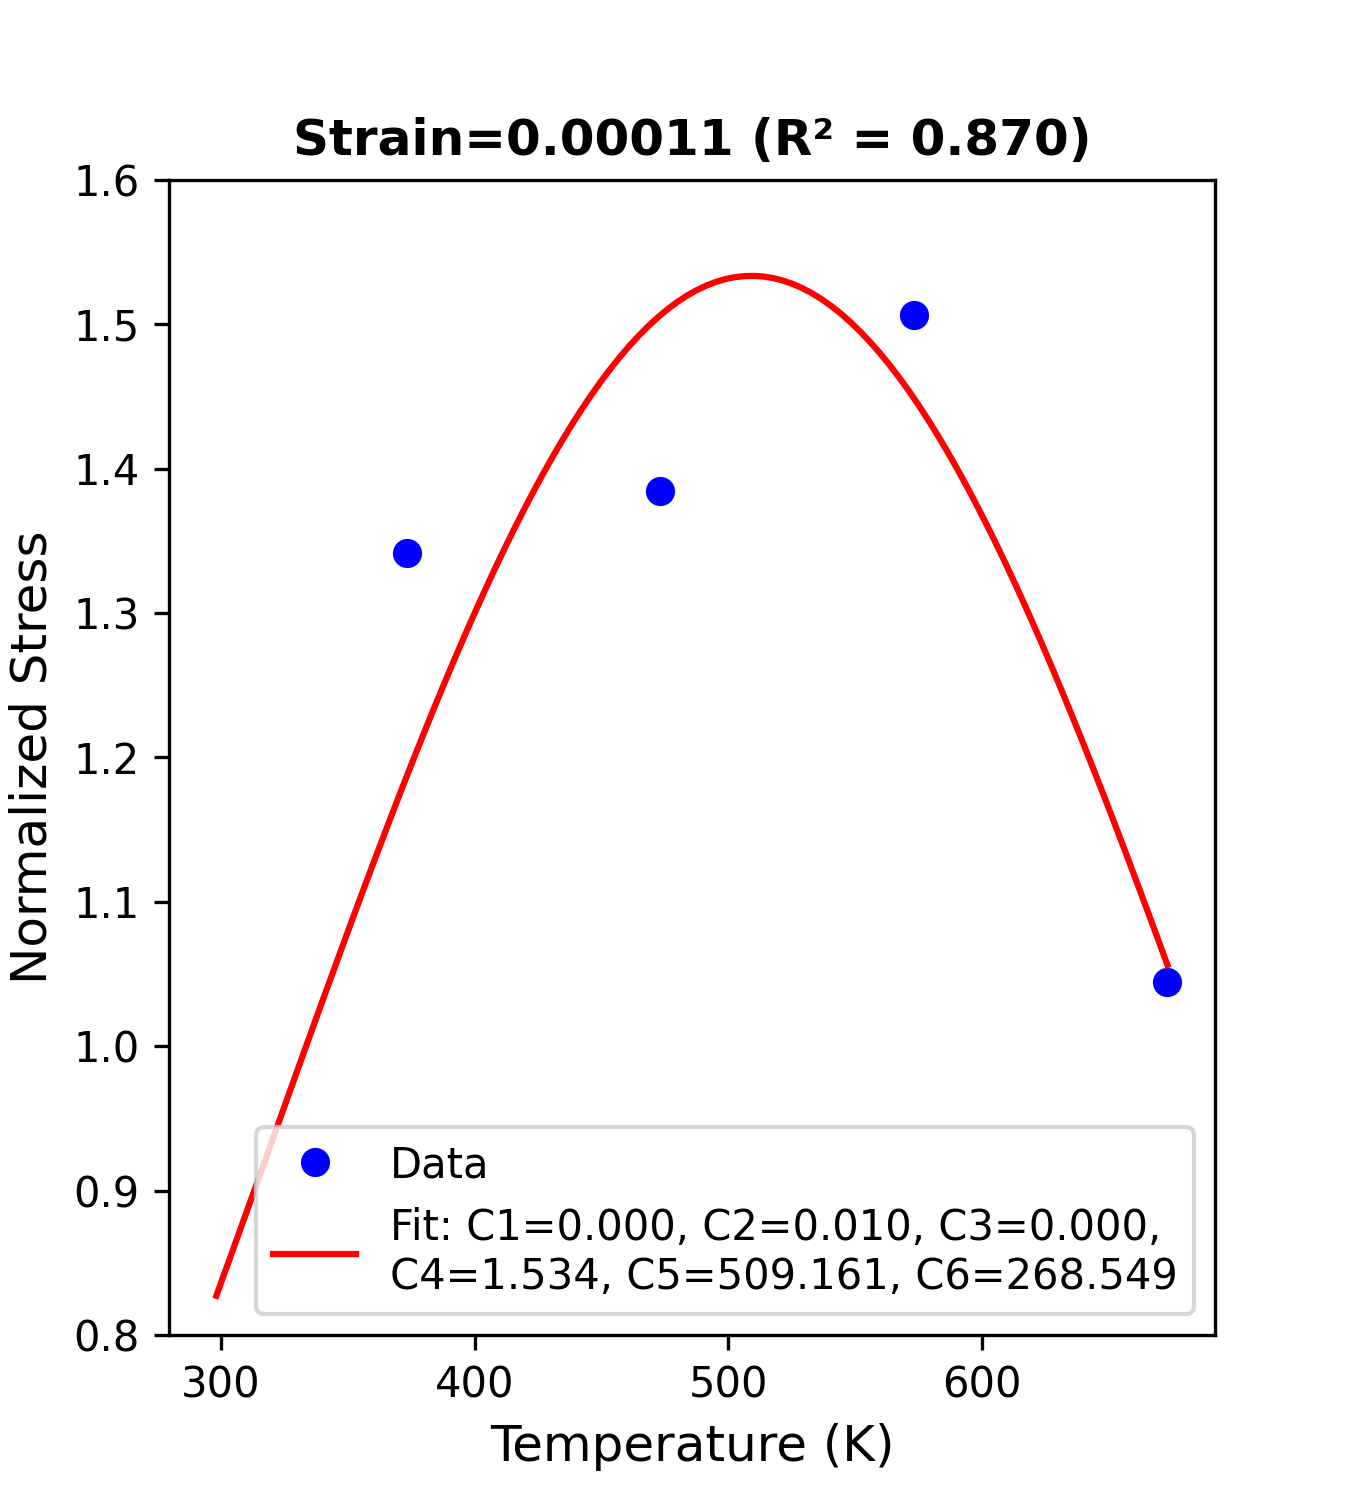 Strain=0.00011 (R² = 0.870)
1.6
1.5
1.4
1.3
1.2
1.1
1.0
0.9
0.8
Normalized Stress
Data
Fit: C1=0.000, C2=0.010, C3=0.000,
C4=1.534, C5=509.161, C6=268.549
300 400 500 600
Temperature (K)